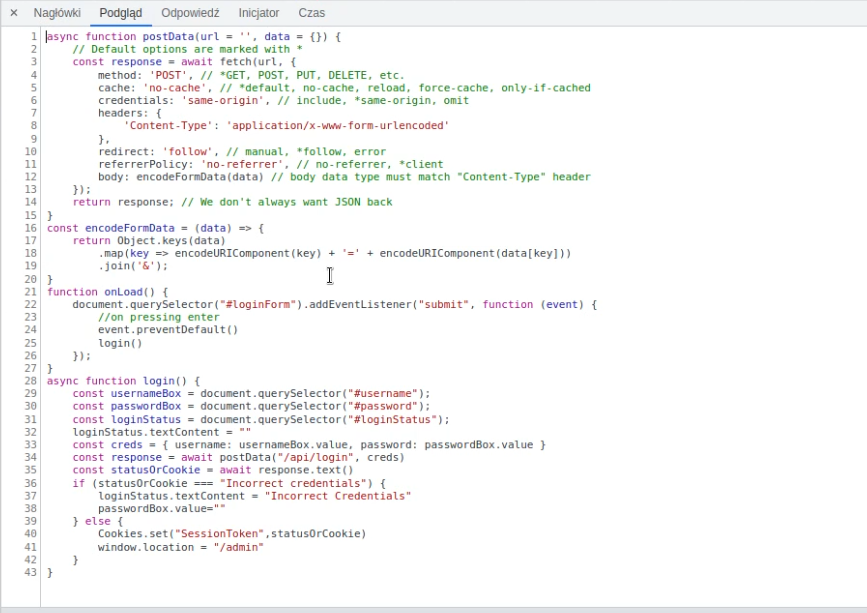 × Nagłówki Podgląd Odpowiedź Inicjator Czas
1 async function postData(url = '', data = {}) {
2     // Default options are marked with *
3     const response = await fetch(url, {
4         method: 'POST', // *GET, POST, PUT, DELETE, etc.
5         cache: 'no-cache', // *default, no-cache, reload, force-cache, only-if-cached
6         credentials: 'same-origin', // include, *same-origin, omit
7         headers: {
8             'Content-Type': 'application/x-www-form-urlencoded'
9         },
10         redirect: 'follow', // manual, *follow, error
11         referrerPolicy: 'no-referrer', // no-referrer, *client
12         body: encodeFormData(data) // body data type must match "Content-Type" header
13     });
14     return response; // We don't always want JSON back
15 }
16 const encodeFormData = (data) => {
17     return Object.keys(data)
18         .map(key => encodeURIComponent(key) + '=' + encodeURIComponent(data[key]))
19         .join('&');
20 }
21 function onLoad() {
22     document.querySelector("#loginForm").addEventListener("submit", function (event) {
23         //on pressing enter
24         event.preventDefault()
25         login()
26     });
27 }
28 async function login() {
29     const usernameBox = document.querySelector("#username");
30     const passwordBox = document.querySelector("#password");
31     const loginStatus = document.querySelector("#loginStatus");
32     loginStatus.textContent = ""
33     const creds = { username: usernameBox.value, password: passwordBox.value }
34     const response = await postData("/api/login", creds)
35     const statusOrCookie = await response.text()
36     if (statusOrCookie === "Incorrect credentials") {
37         loginStatus.textContent = "Incorrect Credentials"
38         passwordBox.value=""
39     } else {
40         Cookies.set("SessionToken",statusOrCookie)
41         window.location = "/admin"
42     }
43 }